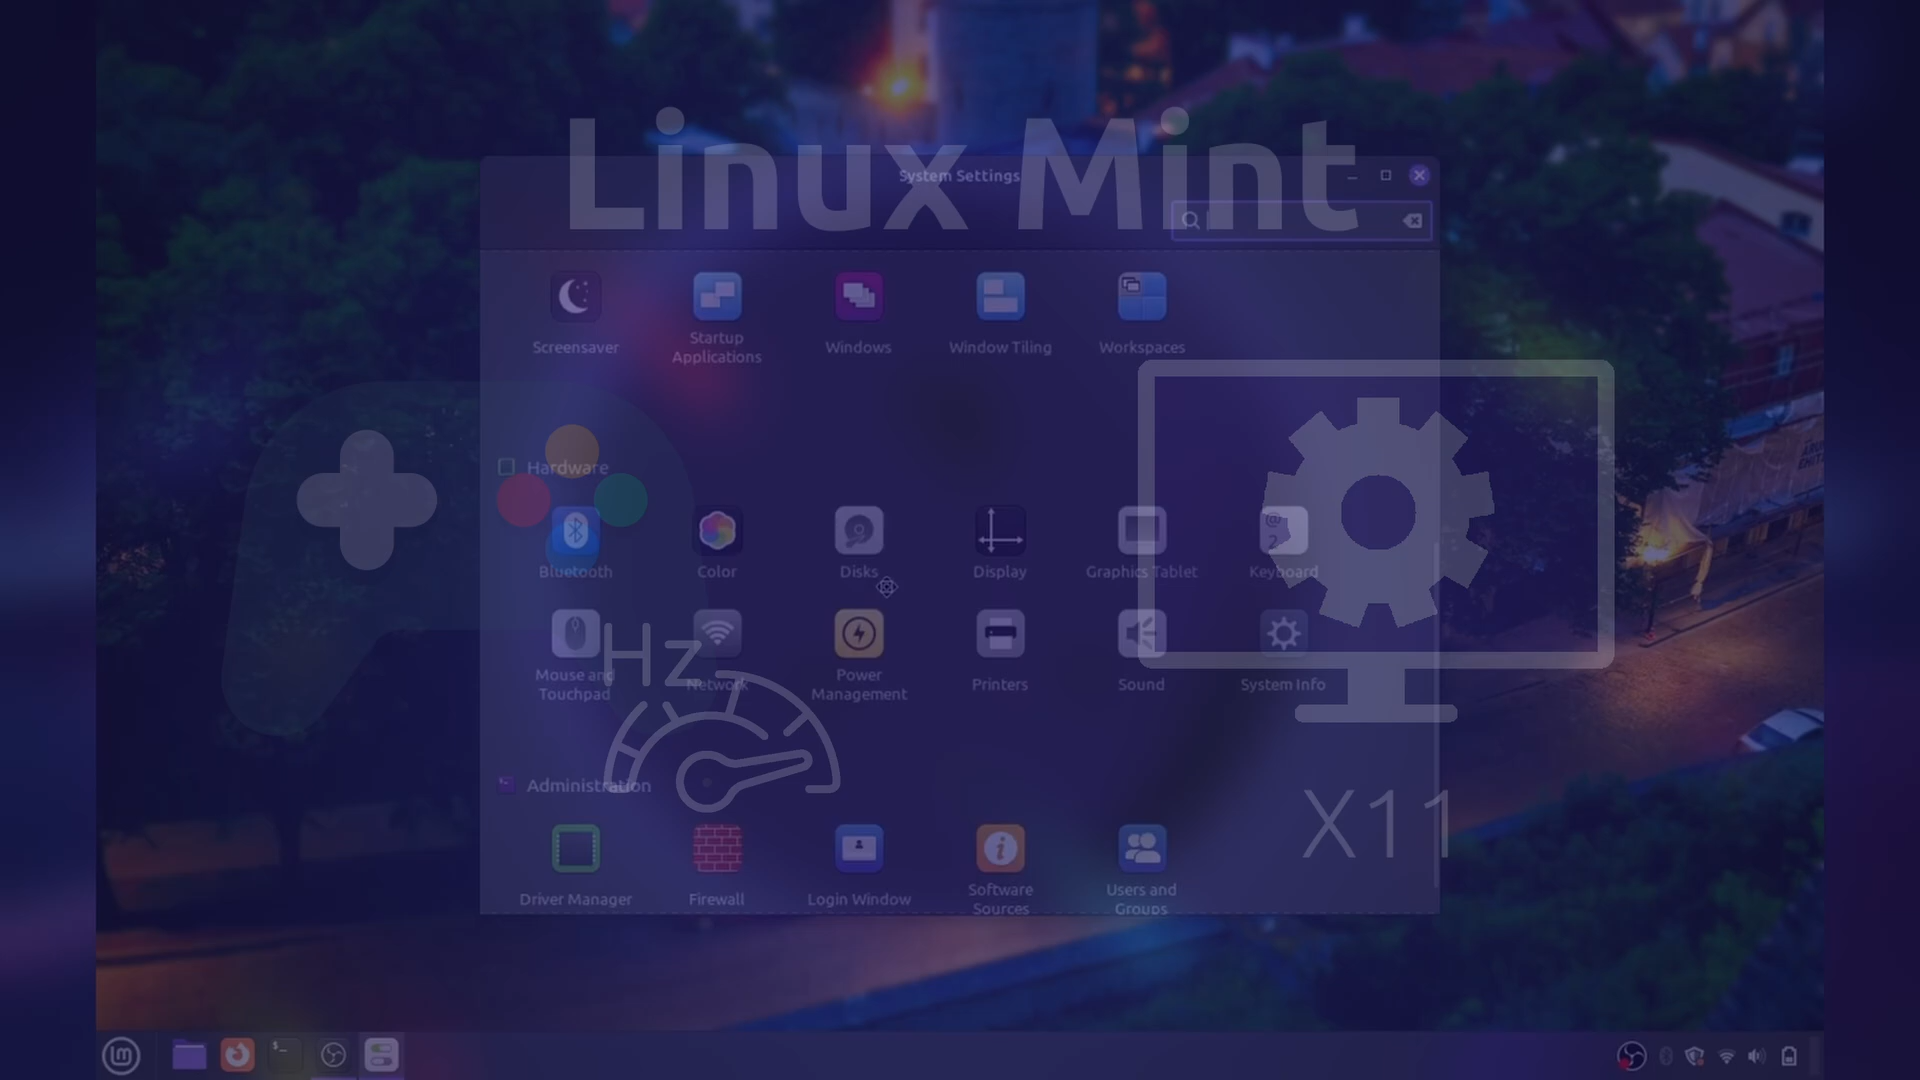 Linux Mint
System Settings
Screensaver
Startup
Applications
Windows
Window Tiling
Workspaces
Hardware
Bluetooth
Color
Disks
Display
Graphics Tablet
Keyboard
Mouse and
Touchpad
Hz
Network
Power
Management
Printers
Sound
System Info
Administration
X11
Driver Manager
Firewall
Login Window
Software
Sources
Users and
Groups